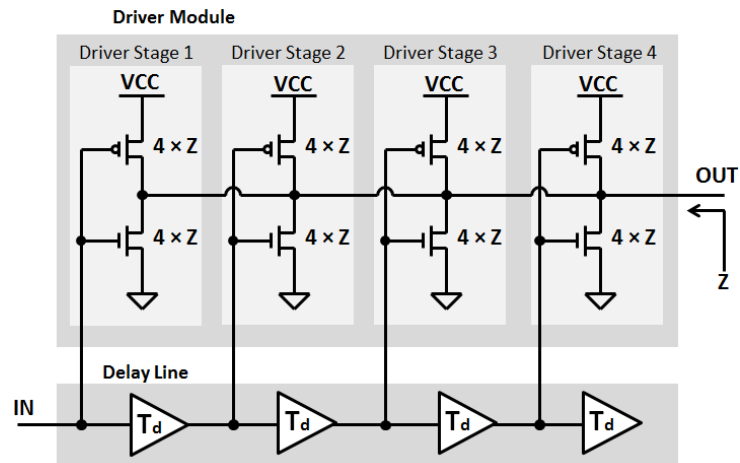 Driver Module
Driver Stage 1 Driver Stage 2 Driver Stage 3 Driver Stage 4
VCC VCC VCC VCC
4 × Z 4 × Z 4 × Z 4 × Z
OUT
4 × Z 4 × Z 4 × Z 4 × Z
Z
Delay Line
IN
Td Td Td Td